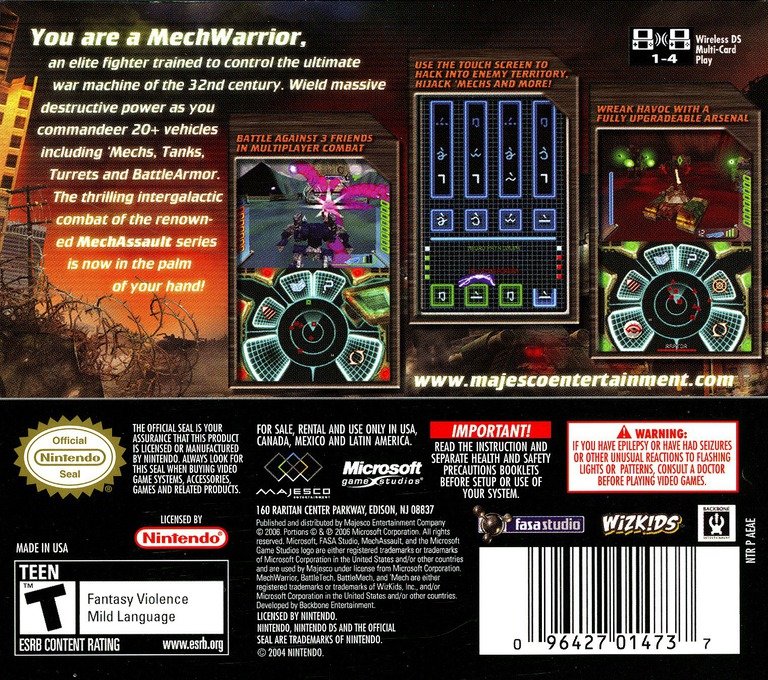 You are a MechWarrior,
an elite fighter trained to control the ultimate
war machine of the 32nd century. Wield massive
destructive power as you
commandeer 20+ vehicles
including 'Mechs, Tanks,
Turrets and BattleArmor.
The thrilling intergalactic
combat of the renown-
ed MechAssault series
is now in the palm
of your hand!
BATTLE AGAINST 3 FRIENDS
IN MULTIPLAYER COMBAT
USE THE TOUCH SCREEN TO
HACK INTO ENEMY TERRITORY,
HIJACK 'MECHS AND MORE!
1-4
Wireless DS
Multi-Card
Play
WREAK HAVOC WITH A
FULLY UPGRADEABLE ARSENAL
www.majescoentertainment.com
Official
Nintendo
Seal
®
THE OFFICIAL SEAL IS YOUR
ASSURANCE THAT THIS PRODUCT
IS LICENSED OR MANUFACTURED
BY NINTENDO. ALWAYS LOOK FOR
THIS SEAL WHEN BUYING VIDEO
GAME SYSTEMS, ACCESSORIES,
GAMES AND RELATED PRODUCTS.
LICENSED BY
Nintendo®
MADE IN USA
TEEN
T
Fantasy Violence
Mild Language
ESRB CONTENT RATING www.esrb.org
FOR SALE, RENTAL AND USE ONLY IN USA,
CANADA, MEXICO AND LATIN AMERICA.
MAJESCO
ENTERTAINMENT
Microsoft
game studios®
160 RARITAN CENTER PARKWAY, EDISON, NJ 08837
Published and distributed by Majesco Entertainment Company
© 2006. Portions © & ℗ 2006 Microsoft Corporation. All rights
reserved. Microsoft, FASA Studio, MechAssault, and the Microsoft
Game Studios logo are either registered trademarks or trademarks
of Microsoft Corporation in the United States and/or other countries
and are used by Majesco under license from Microsoft Corporation.
MechWarrior, BattleTech, BattleMech, and 'Mech are either
registered trademarks or trademarks of WizKids, Inc., and/or
Microsoft Corporation in the United States and/or other countries.
Developed by Backbone Entertainment.
LICENSED BY NINTENDO.
NINTENDO, NINTENDO DS AND THE OFFICIAL
SEAL ARE TRADEMARKS OF NINTENDO.
© 2004 NINTENDO.
IMPORTANT!
READ THE INSTRUCTION AND
SEPARATE HEALTH AND SAFETY
PRECAUTIONS BOOKLETS
BEFORE SETUP OR USE OF
YOUR SYSTEM.
WARNING:
IF YOU HAVE EPILEPSY OR HAVE HAD SEIZURES
OR OTHER UNUSUAL REACTIONS TO FLASHING
LIGHTS OR PATTERNS, CONSULT A DOCTOR
BEFORE PLAYING VIDEO GAMES.
fasastudio
WIZKIDS
BACKBONE
ENTERTAINMENT
NTR P AEAE
0 96427 01473 7